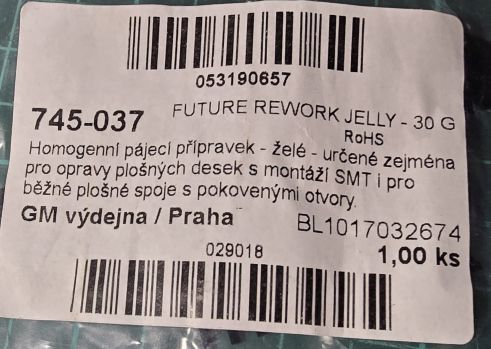 053190657
745-037 FUTURE REWORK JELLY - 30 G
RoHS
Homogenní pájecí přípravek - želé - určené zejména
pro opravy plošných desek s montáží SMT i pro
běžné plošné spoje s pokovenými otvory.
GM výdejna / Praha BL1017032674
029018 1,00 ks